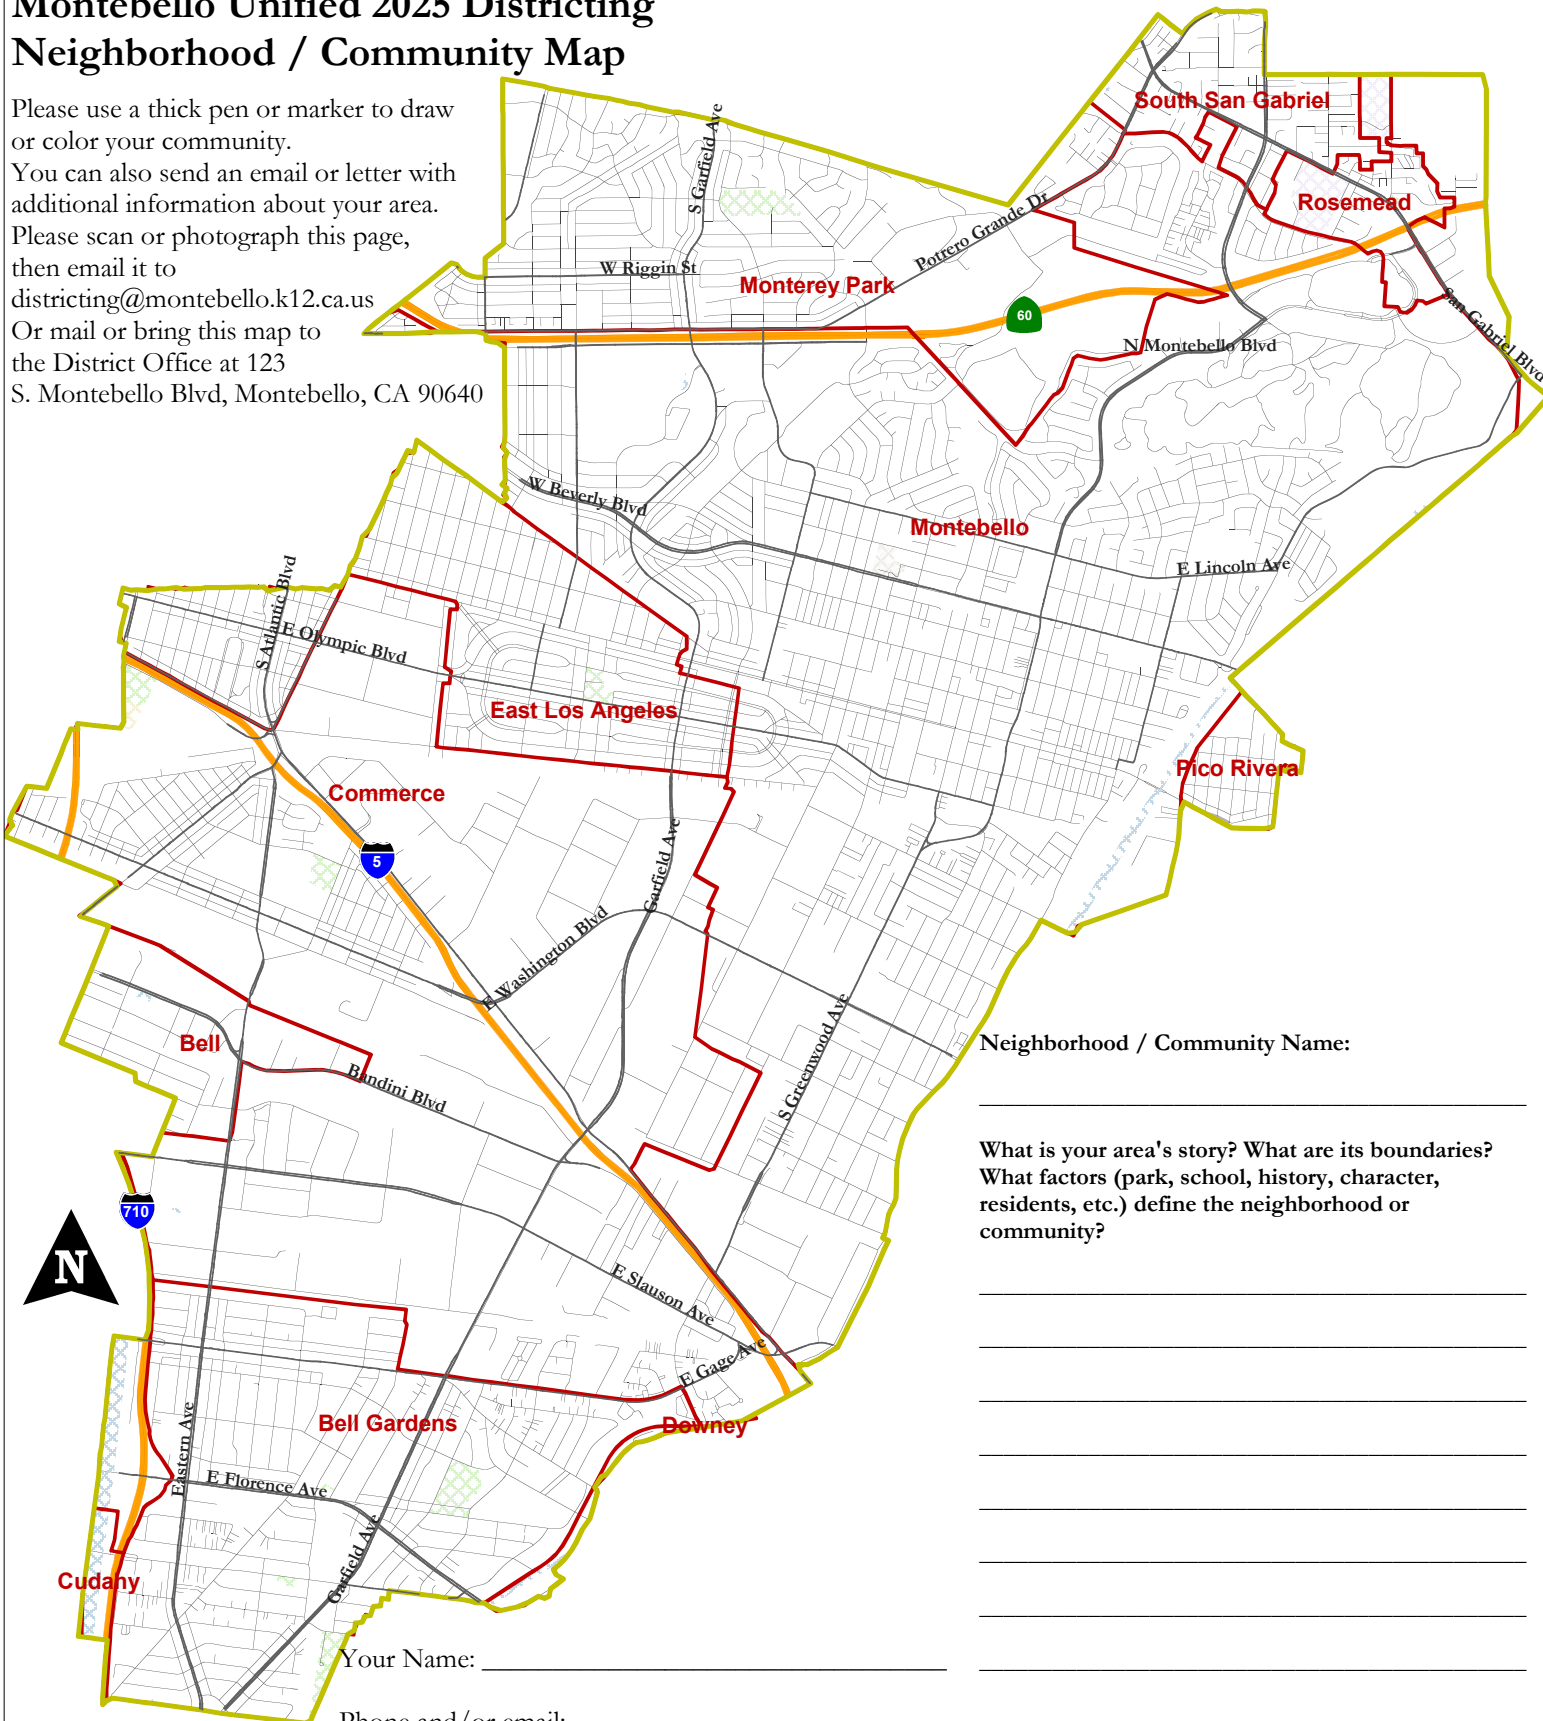 Montebello Unified 2025 Districting
Neighborhood / Community Map
Please use a thick pen or marker to draw
or color your community.
You can also send an email or letter with
additional information about your area.
Please scan or photograph this page,
then email it to
districting@montebello.k12.ca.us
Or mail or bring this map to
the District Office at 123
S. Montebello Blvd, Montebello, CA 90640
South San Gabriel
S Garfield Ave
Rosemead
Potrero Grande Dr
W Riggin St
Monterey Park
60
San Gabriel Blvd
N Montebello Blvd
W Beverly Blvd
Montebello
E Lincoln Ave
S Atlantic Blvd
E Olympic Blvd
East Los Angeles
Pico Rivera
Commerce
5
Garfield Ave
E Washington Blvd
Bell
Bandini Blvd
S Greenwood Ave
710
N
E Slauson Ave
E Gage Ave
Bell Gardens
Downey
Eastern Ave
E Florence Ave
Garfield Ave
Cudahy
Neighborhood / Community Name:
What is your area's story? What are its boundaries?
What factors (park, school, history, character,
residents, etc.) define the neighborhood or
community?
Your Name:
Phone and/or email: